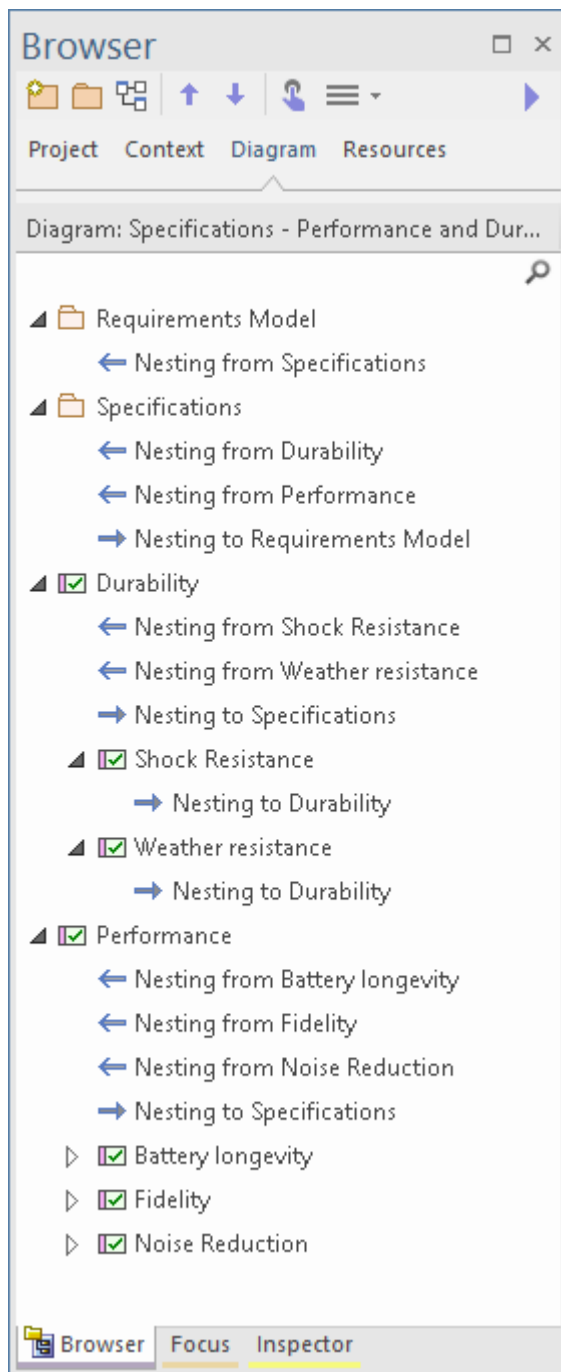 Browser
Project Context Diagram Resources
Diagram: Specifications - Performance and Dur...
Requirements Model
Nesting from Specifications
Specifications
Nesting from Durability
Nesting from Performance
Nesting to Requirements Model
Durability
Nesting from Shock Resistance
Nesting from Weather resistance
Nesting to Specifications
Shock Resistance
Nesting to Durability
Weather resistance
Nesting to Durability
Performance
Nesting from Battery longevity
Nesting from Fidelity
Nesting from Noise Reduction
Nesting to Specifications
Battery longevity
Fidelity
Noise Reduction
Browser Focus Inspector